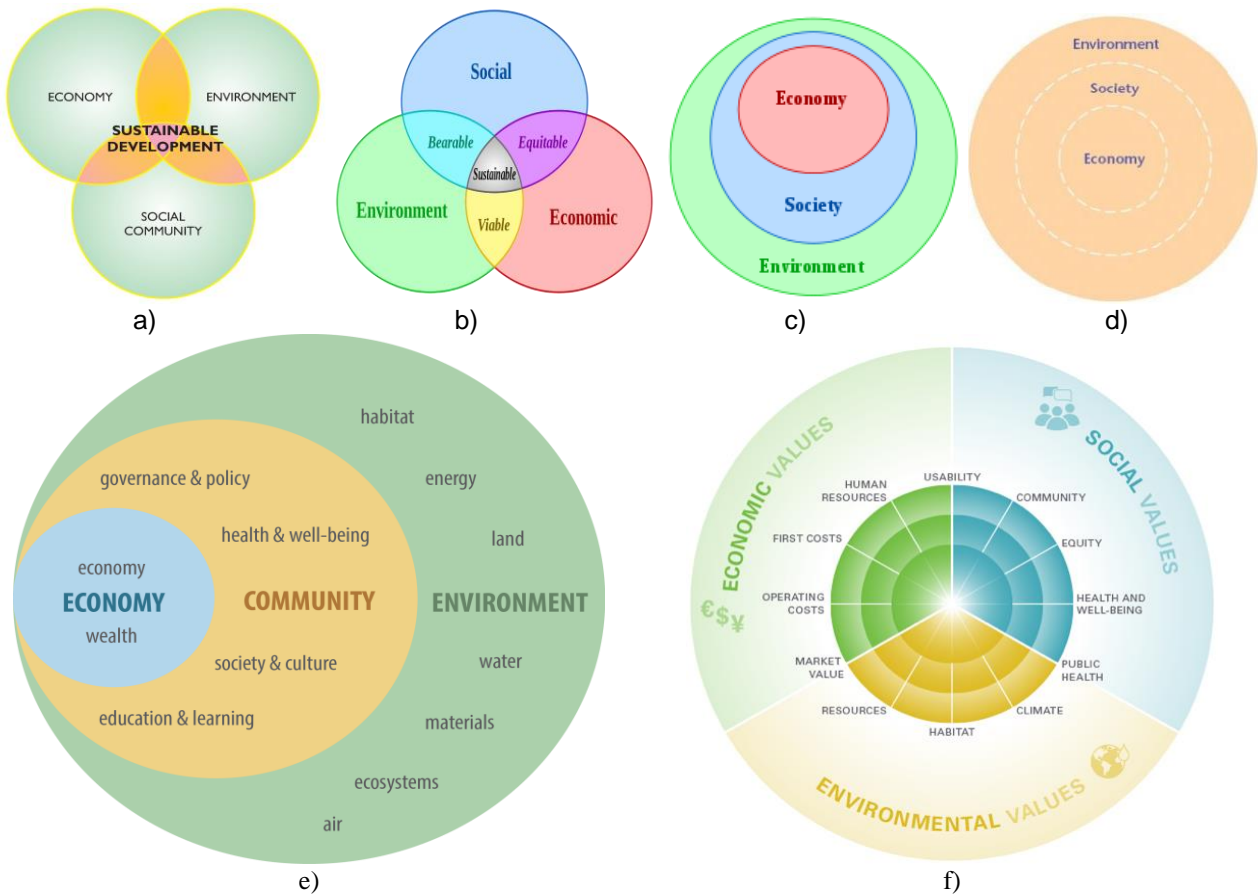 ECONOMY
ENVIRONMENT
SUSTAINABLE
DEVELOPMENT
SOCIAL
COMMUNITY
a)
Social
Bearable
Equitable
Sustainable
Environment
Viable
Economic
b)
Economy
Society
Environment
c)
Environment
Society
Economy
d)
habitat
governance & policy
energy
health & well-being
land
economy
ECONOMY
COMMUNITY
ENVIRONMENT
wealth
society & culture
water
education & learning
materials
ecosystems
air
e)
ECONOMIC VALUES
€$¥
SOCIAL VALUES
ENVIRONMENTAL VALUES
USABILITY
COMMUNITY
EQUITY
HEALTH AND
WELL-BEING
PUBLIC
HEALTH
CLIMATE
HABITAT
RESOURCES
MARKET
VALUE
OPERATING
COSTS
FIRST COSTS
HUMAN
RESOURCES
f)